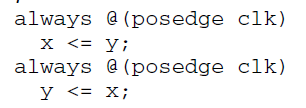 always @(posedge clk)
x <= y;
always @(posedge clk)
y <= x;